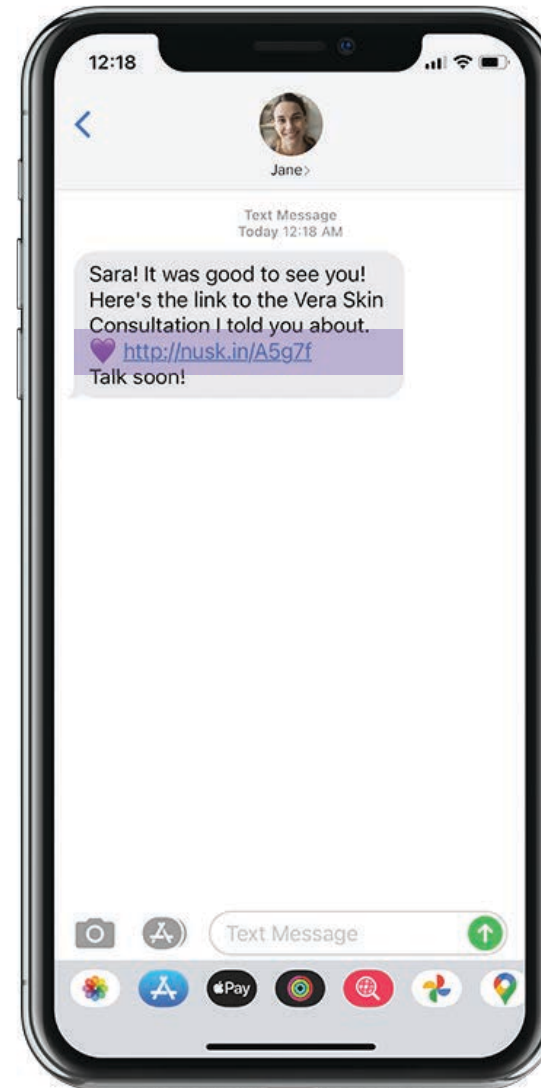 12:18
Jane>
Text Message
Today 12:18 AM
Sara! It was good to see you!
Here's the link to the Vera Skin
Consultation I told you about.
💜 http://nusk.in/A5g7f
Talk soon!
Text Message
Pay